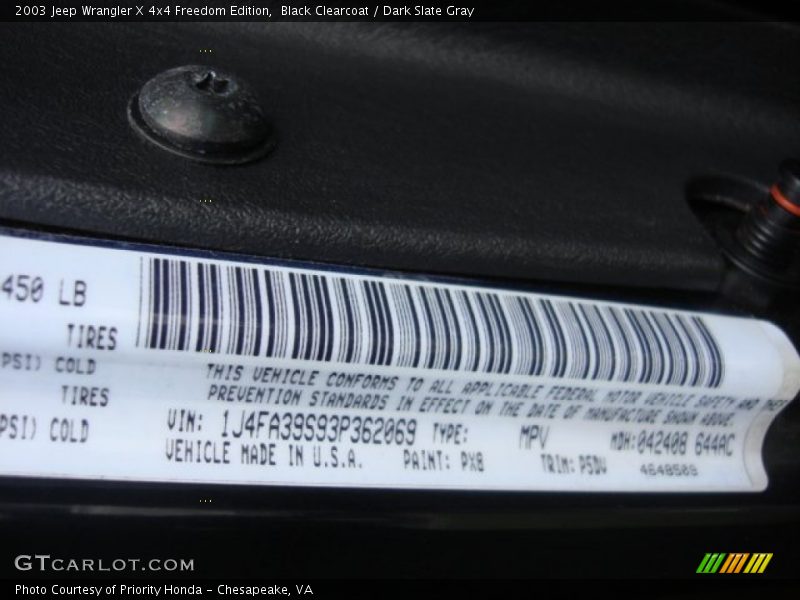 2003 Jeep Wrangler X 4x4 Freedom Edition, Black Clearcoat / Dark Slate Gray
450 LB
TIRES
PSI) COLD
THIS VEHICLE CONFORMS TO ALL APPLICABLE FEDERAL MOTOR VEHICLE SAFETY AND THEFT
TIRES
PREVENTION STANDARDS IN EFFECT ON THE DATE OF MANUFACTURE SHOWN ABOVE.
PSI) COLD
VIN: 1J4FA39S93P362069 TYPE: MPV MDH: 042408 644AC
VEHICLE MADE IN U.S.A. PAINT: PX8 TRIM: P5DV 4648509
GTCARLOT.COM
Photo Courtesy of Priority Honda - Chesapeake, VA